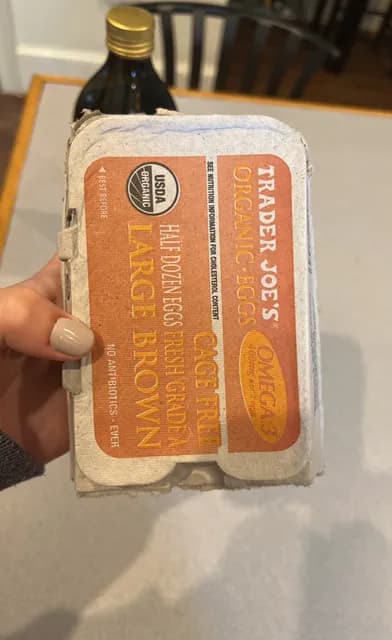 TRADER JOE'S
ORGANIC·EGGS
OMEGA-3
SEE NUTRITION INFORMATION FOR CHOLESTEROL CONTENT
CAGE FREE
HALF DOZEN EGGS FRESH GRADE A
LARGE BROWN
USDA
ORGANIC
◄ BEST BEFORE
NO ANTIBIOTICS - EVER